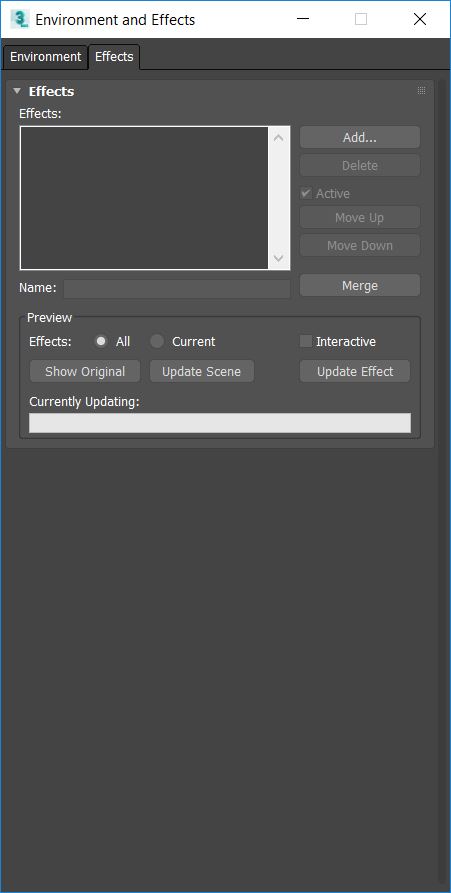 Environment and Effects
Environment Effects
Effects
Effects:
Add...
Delete
Active
Move Up
Move Down
Name:
Merge
Preview
Effects: All Current Interactive
Show Original Update Scene Update Effect
Currently Updating: